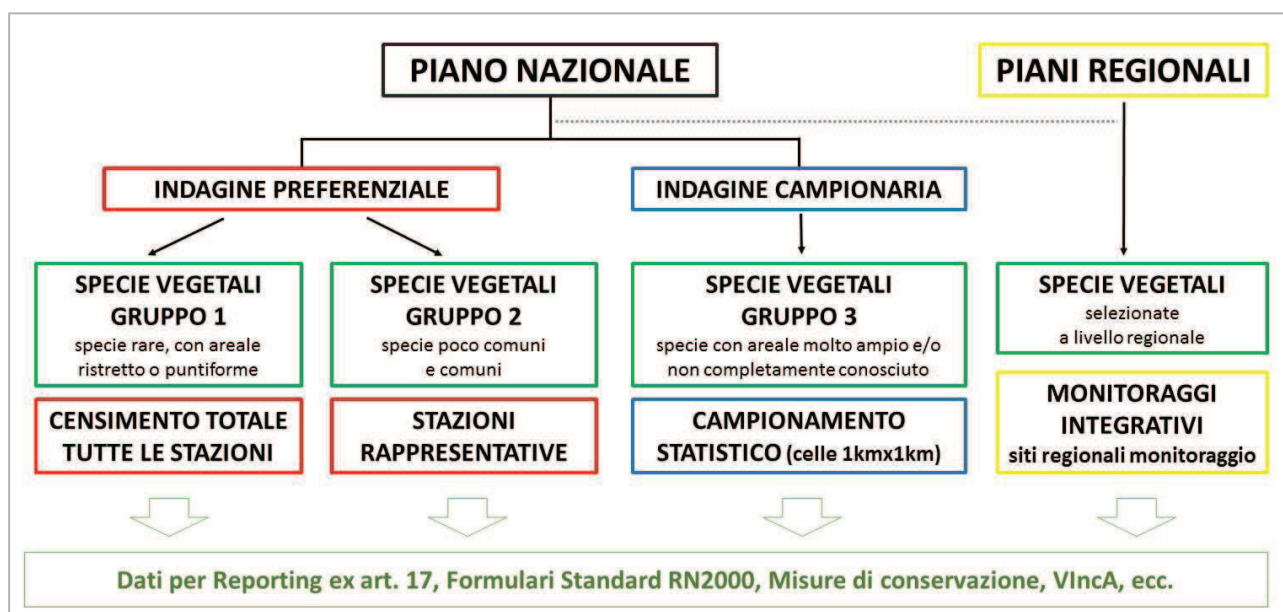 PIANO NAZIONALE
PIANI REGIONALI
INDAGINE PREFERENZIALE
INDAGINE CAMPIONARIA
SPECIE VEGETALI
GRUPPO 1
specie rare, con areale
ristretto o puntiforme
SPECIE VEGETALI
GRUPPO 2
specie poco comuni
e comuni
SPECIE VEGETALI
GRUPPO 3
specie con areale molto ampio e/o
non completamente conosciuto
SPECIE VEGETALI
selezionate
a livello regionale
CENSIMENTO TOTALE
TUTTE LE STAZIONI
STAZIONI
RAPPRESENTATIVE
CAMPIONAMENTO
STATISTICO (celle 1kmx1km)
MONITORAGGI
INTEGRATIVI
siti regionali monitoraggio
Dati per Reporting ex art. 17, Formulari Standard RN2000, Misure di conservazione, VIncA, ecc.